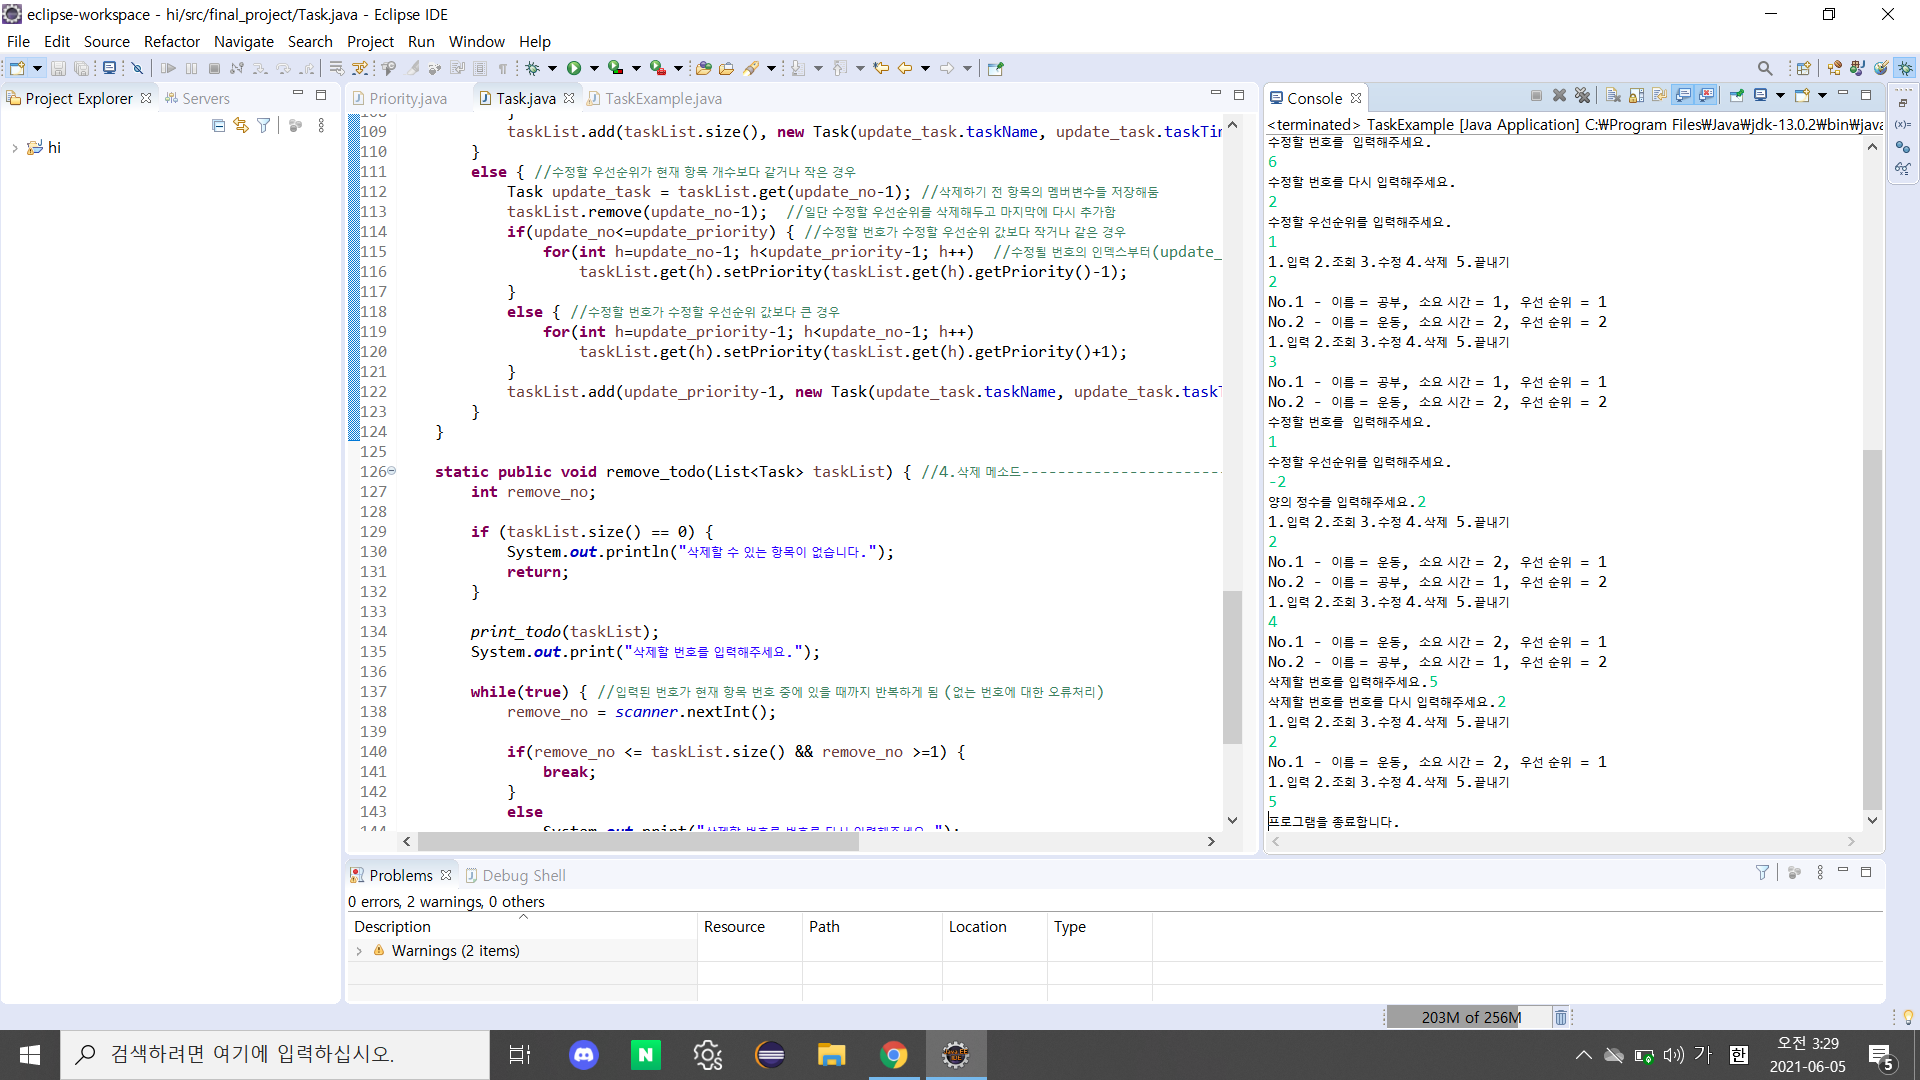 eclipse-workspace - hi/src/final_project/Task.java - Eclipse IDE
File Edit Source Refactor Navigate Search Project Run Window Help
Project Explorer Servers
hi
Priority.java Task.java TaskExample.java
109 taskList.add(taskList.size(), new Task(update_task.taskName, update_task.taskTi
110 }
111 else { //수정할 우선순위가 현재 항목 개수보다 같거나 작은 경우
112 Task update_task = taskList.get(update_no-1); //삭제하기 전 항목의 멤버변수들 저장해둠
113 taskList.remove(update_no-1); //일단 수정할 우선순위를 삭제해두고 마지막에 다시 추가함
114 if(update_no<=update_priority) { //수정할 번호가 수정할 우선순위 값보다 작거나 같은 경우
115 for(int h=update_no-1; h<update_priority-1; h++) //수정될 번호의 인덱스부터(update_
116 taskList.get(h).setPriority(taskList.get(h).getPriority()-1);
117 }
118 else { //수정할 번호가 수정할 우선순위 값보다 큰 경우
119 for(int h=update_priority-1; h<update_no-1; h++)
120 taskList.get(h).setPriority(taskList.get(h).getPriority()+1);
121 }
122 taskList.add(update_priority-1, new Task(update_task.taskName, update_task.task
123 }
124 }
125
126 static public void remove_todo(List<Task> taskList) { //4.삭제 메소드-----------------------
127 int remove_no;
128
129 if (taskList.size() == 0) {
130 System.out.println("삭제할 수 있는 항목이 없습니다.");
131 return;
132 }
133
134 print_todo(taskList);
135 System.out.print("삭제할 번호를 입력해주세요.");
136
137 while(true) { //입력된 번호가 현재 항목 번호 중에 있을 때까지 반복하게 됨 (없는 번호에 대한 오류처리)
138 remove_no = scanner.nextInt();
139
140 if(remove_no <= taskList.size() && remove_no >=1) {
141 break;
142 }
143 else
Console
<terminated> TaskExample [Java Application] C:₩Program Files₩Java₩jdk-13.0.2₩bin₩java
수정할 번호를 입력해주세요.
6
수정할 번호를 다시 입력해주세요.
2
수정할 우선순위를 입력해주세요.
1
1.입력 2.조회 3.수정 4.삭제 5.끝내기
2
No.1 - 이름 = 공부, 소요 시간 = 1, 우선 순위 = 1
No.2 - 이름 = 운동, 소요 시간 = 2, 우선 순위 = 2
1.입력 2.조회 3.수정 4.삭제 5.끝내기
3
No.1 - 이름 = 공부, 소요 시간 = 1, 우선 순위 = 1
No.2 - 이름 = 운동, 소요 시간 = 2, 우선 순위 = 2
수정할 번호를 입력해주세요.
1
수정할 우선순위를 입력해주세요.
-2
양의 정수를 입력해주세요.2
1.입력 2.조회 3.수정 4.삭제 5.끝내기
2
No.1 - 이름 = 운동, 소요 시간 = 2, 우선 순위 = 1
No.2 - 이름 = 공부, 소요 시간 = 1, 우선 순위 = 2
1.입력 2.조회 3.수정 4.삭제 5.끝내기
4
No.1 - 이름 = 운동, 소요 시간 = 2, 우선 순위 = 1
No.2 - 이름 = 공부, 소요 시간 = 1, 우선 순위 = 2
삭제할 번호를 입력해주세요.5
삭제할 번호를 번호를 다시 입력해주세요.2
1.입력 2.조회 3.수정 4.삭제 5.끝내기
2
No.1 - 이름 = 운동, 소요 시간 = 2, 우선 순위 = 1
1.입력 2.조회 3.수정 4.삭제 5.끝내기
5
프로그램을 종료합니다.
Problems Debug Shell
0 errors, 2 warnings, 0 others
Description Resource Path Location Type
Warnings (2 items)
203M of 256M
검색하려면 여기에 입력하십시오.
가 한
오전 3:29
2021-06-05
5